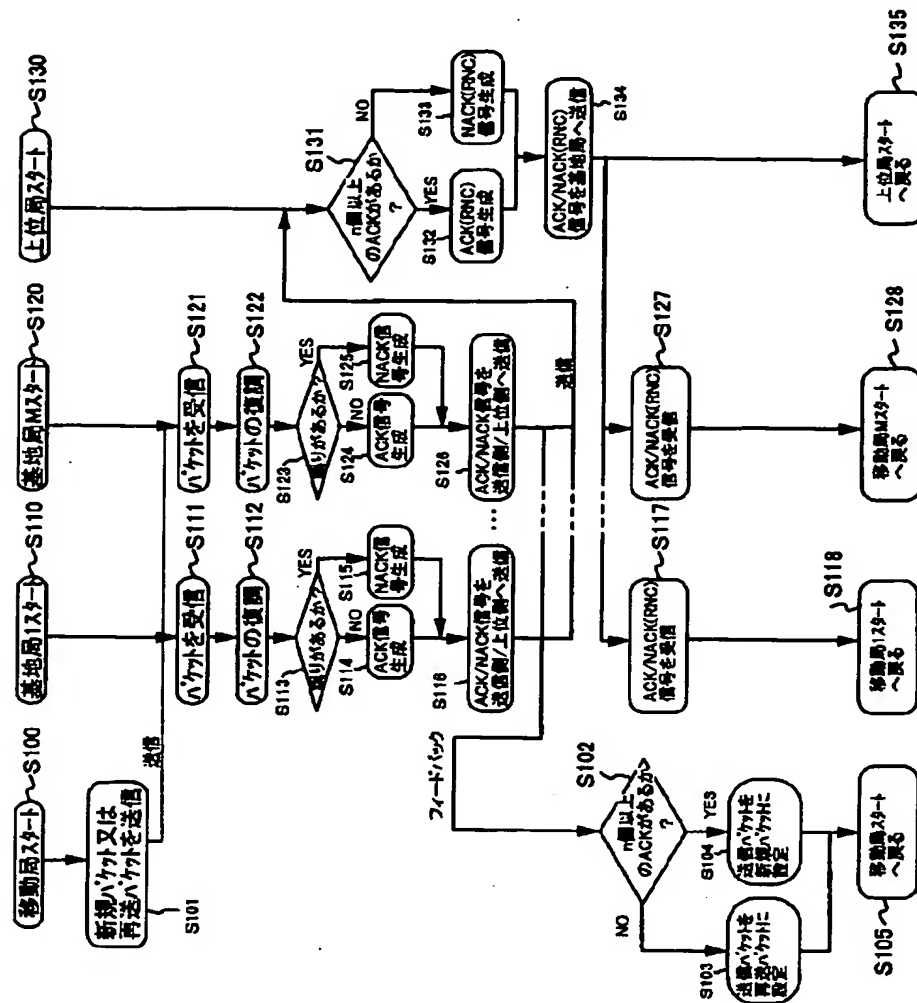 移動局スタート
S100
新規パケット又は
再送パケットを送信
S101
送信
基地局1スタート
S110
パケットを受信
S111
パケットの復調
S112
誤りがあるか?
S113
YES
NO
ACK信号
生成
S114
NACK信
号生成
S115
ACK/NACK信号を
送信側/上位側へ送信
S116
...
基地局Mスタート
S120
パケットを受信
S121
パケットの復調
S122
誤りがあるか?
S123
YES
NO
ACK信号
生成
S124
NACK信
号生成
S125
ACK/NACK信号を
送信側/上位側へ送信
S126
送信
上位局スタート
S130
n個以上
のACKがあるか
?
S131
NO
YES
ACK(RNC)
信号生成
S132
NACK(RNC)
信号生成
S133
ACK/NACK(RNC)
信号を基地局へ送信
S134
フィードバック
n個以上
のACKがあるか>
?
S102
NO
YES
送信パケットを
再送パケットに
設定
S103
送信パケットを
新規パケットに
設定
S104
移動局スタート
へ戻る
S105
ACK/NACK(RNC)
信号を受信
S117
移動局1スタート
へ戻る
S118
ACK/NACK(RNC)
信号を受信
S127
移動局Mスタート
へ戻る
S128
上位局スタート
へ戻る
S135